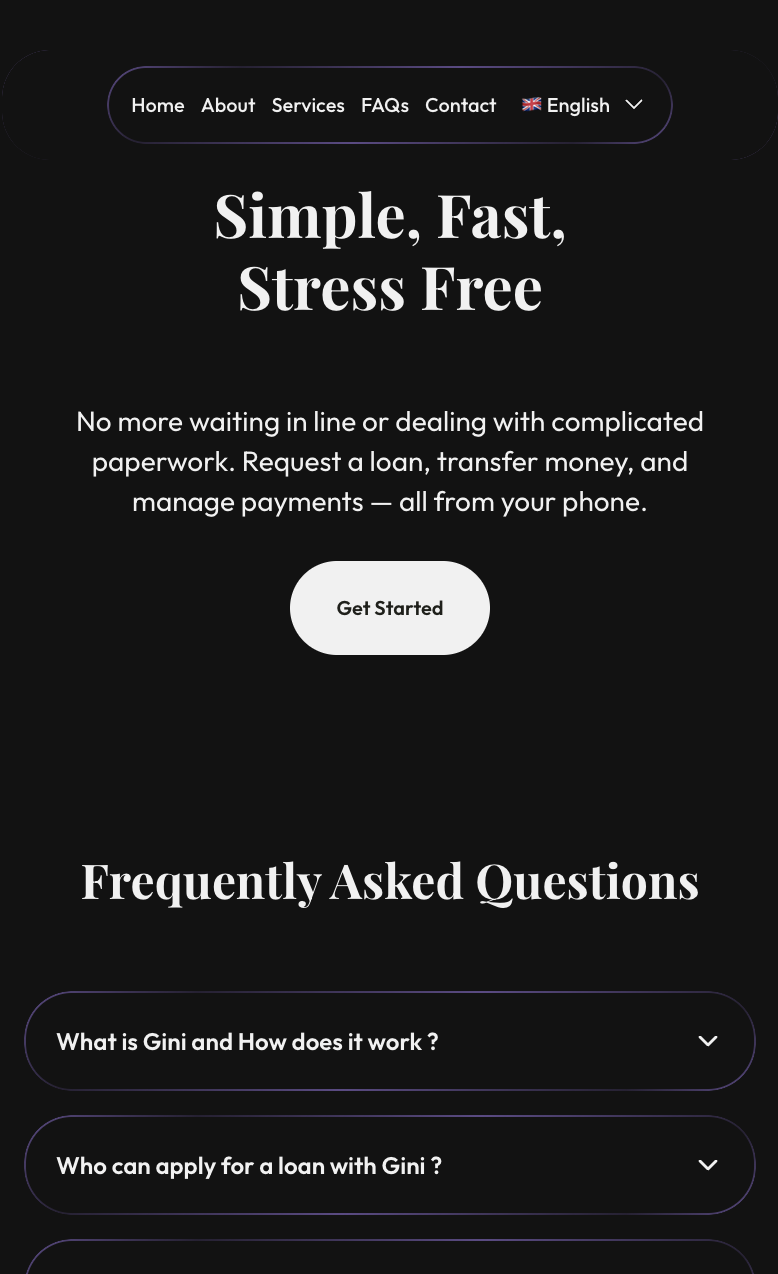 Home About Services FAQs Contact 🇬🇧 English
Simple, Fast,
Stress Free
No more waiting in line or dealing with complicated
paperwork. Request a loan, transfer money, and
manage payments — all from your phone.
Get Started
Frequently Asked Questions
What is Gini and How does it work ?
Who can apply for a loan with Gini ?